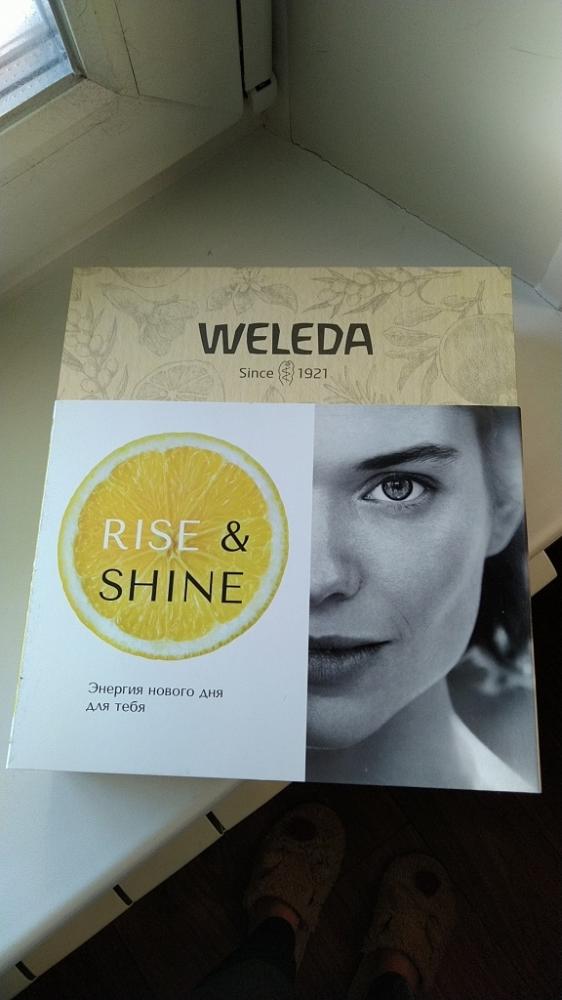 WELEDA
Since 1921
RISE &
SHINE
Энергия нового дня
для тебя